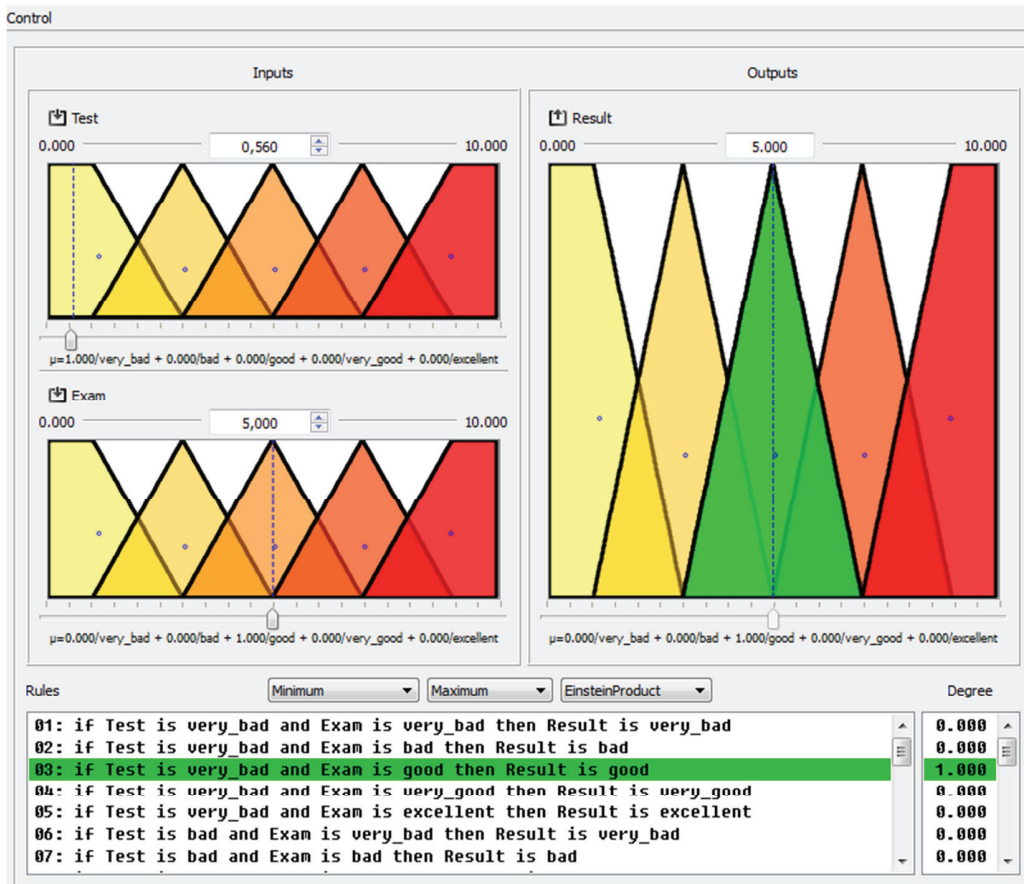 Control
Inputs
Outputs
Test
0.000 0,560 10.000
μ=1.000/very_bad + 0.000/bad + 0.000/good + 0.000/very_good + 0.000/excellent
Exam
0.000 5,000 10.000
μ=0.000/very_bad + 0.000/bad + 1.000/good + 0.000/very_good + 0.000/excellent
Result
0.000 5.000 10.000
μ=0.000/very_bad + 0.000/bad + 1.000/good + 0.000/very_good + 0.000/excellent
Rules Minimum Maximum EinsteinProduct Degree
01: if Test is very_bad and Exam is very_bad then Result is very_bad 0.000
02: if Test is very_bad and Exam is bad then Result is bad 0.000
03: if Test is very_bad and Exam is good then Result is good 1.000
04: if Test is very_bad and Exam is very_good then Result is very_good 0.000
05: if Test is very_bad and Exam is excellent then Result is excellent 0.000
06: if Test is bad and Exam is very_bad then Result is very_bad 0.000
07: if Test is bad and Exam is bad then Result is bad 0.000